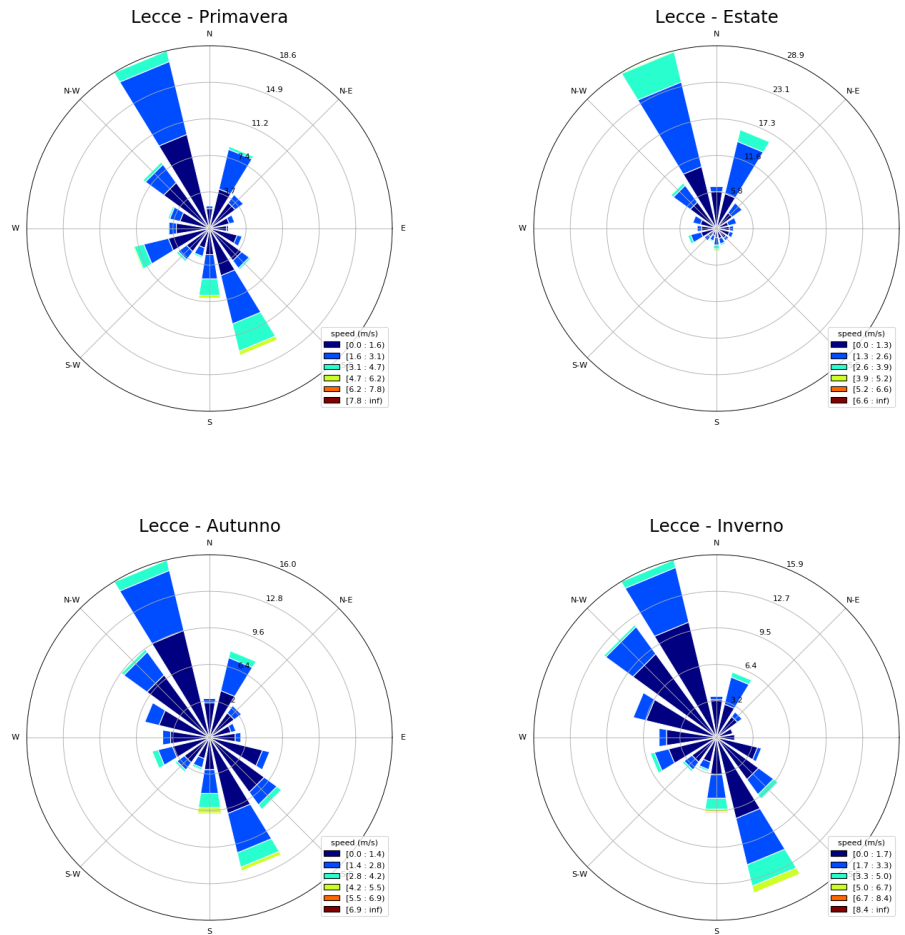 Lecce - Primavera
N
N-W
N-E
W
E
S-W
S
18.6
14.9
11.2
7.4
3.7
speed (m/s)
[0.0 : 1.6)
[1.6 : 3.1)
[3.1 : 4.7)
[4.7 : 6.2)
[6.2 : 7.8)
[7.8 : inf)
Lecce - Estate
N
N-W
N-E
W
S-W
S
28.9
23.1
17.3
11.6
5.8
speed (m/s)
[0.0 : 1.3)
[1.3 : 2.6)
[2.6 : 3.9)
[3.9 : 5.2)
[5.2 : 6.6)
[6.6 : inf)
Lecce - Autunno
N
N-W
N-E
W
E
S-W
S
16.0
12.8
9.6
6.4
speed (m/s)
[0.0 : 1.4)
[1.4 : 2.8)
[2.8 : 4.2)
[4.2 : 5.5)
[5.5 : 6.9)
[6.9 : inf)
Lecce - Inverno
N
N-W
N-E
W
S-W
S
15.9
12.7
9.5
6.4
3.2
speed (m/s)
[0.0 : 1.7)
[1.7 : 3.3)
[3.3 : 5.0)
[5.0 : 6.7)
[6.7 : 8.4)
[8.4 : inf)